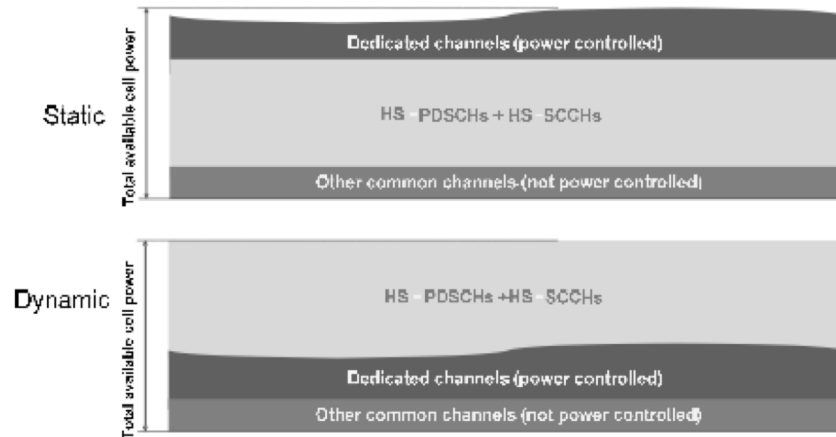 Static
Total available cell power
Dedicated channels (power controlled)
HS-PDSCHs + HS-SCCHs
Other common channels (not power controlled)
Dynamic
Total available cell power
HS-PDSCHs +HS-SCCHs
Dedicated channels (power controlled)
Other common channels (not power controlled)